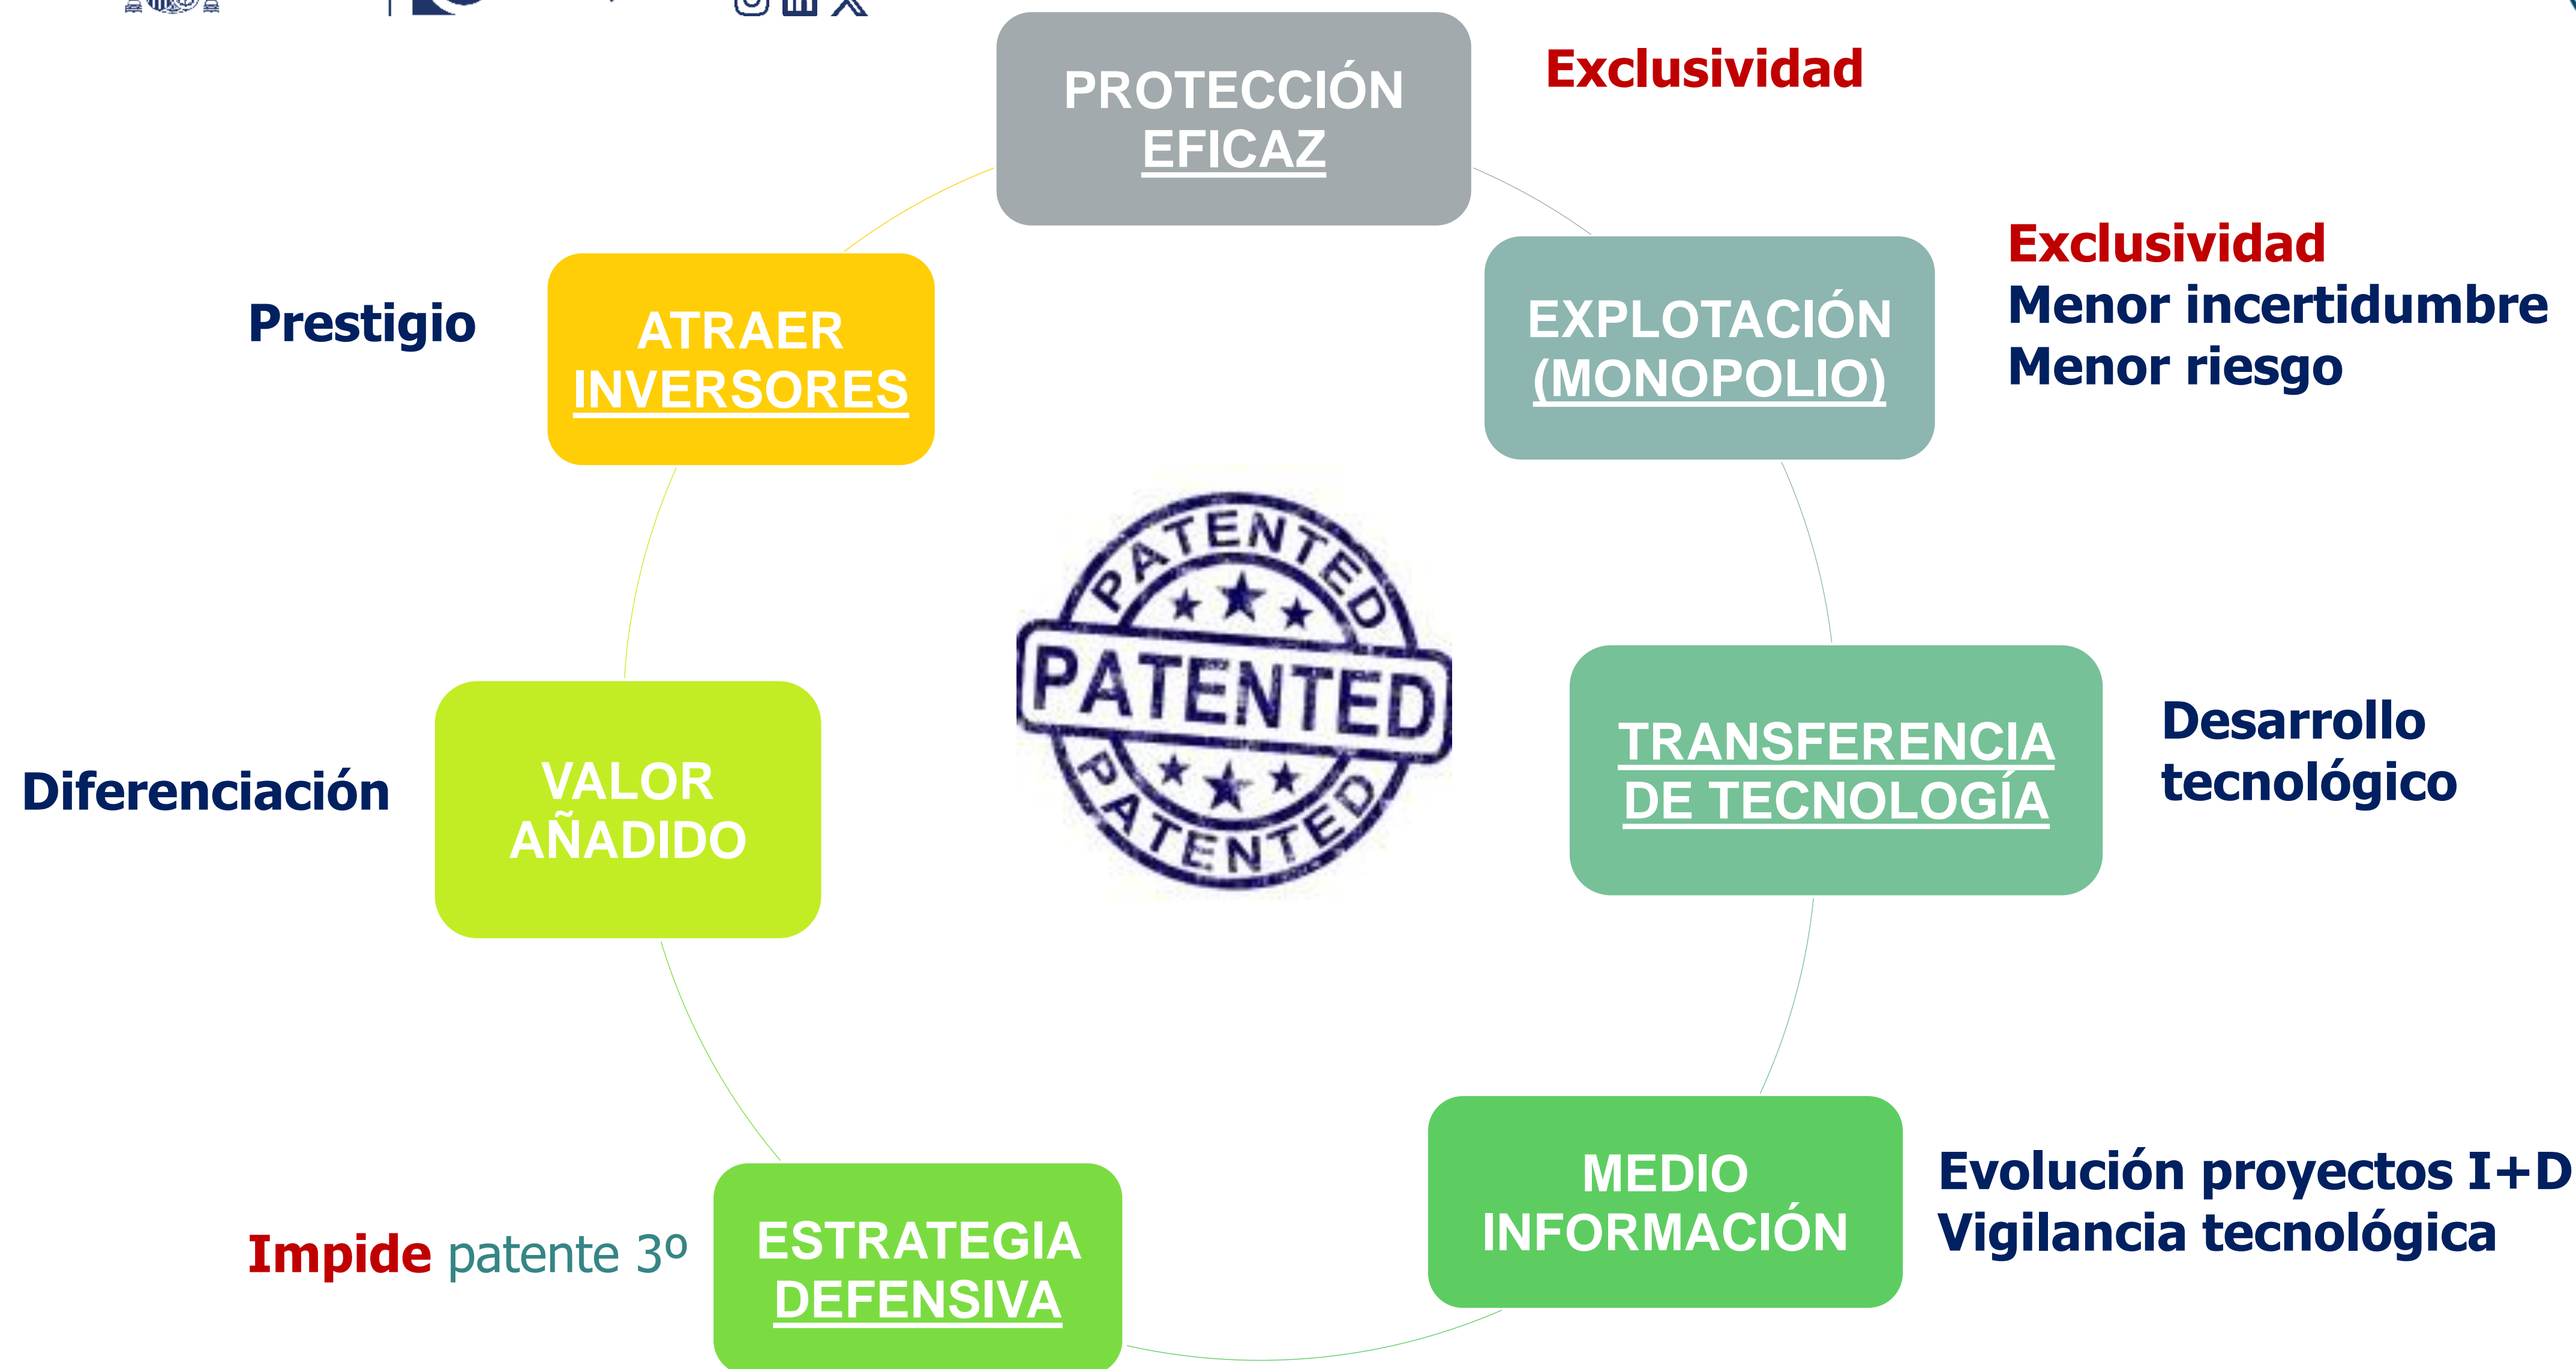 PROTECCIÓN
EFICAZ
Exclusividad
EXPLOTACIÓN
(MONOPOLIO)
Exclusividad
Menor incertidumbre
Menor riesgo
TRANSFERENCIA
DE TECNOLOGÍA
Desarrollo
tecnológico
MEDIO
INFORMACIÓN
Evolución proyectos I+D
Vigilancia tecnológica
ESTRATEGIA
DEFENSIVA
Impide patente 3º
VALOR
AÑADIDO
Diferenciación
ATRAER
INVERSORES
Prestigio
PATENTED
PATENTED
PATENTED